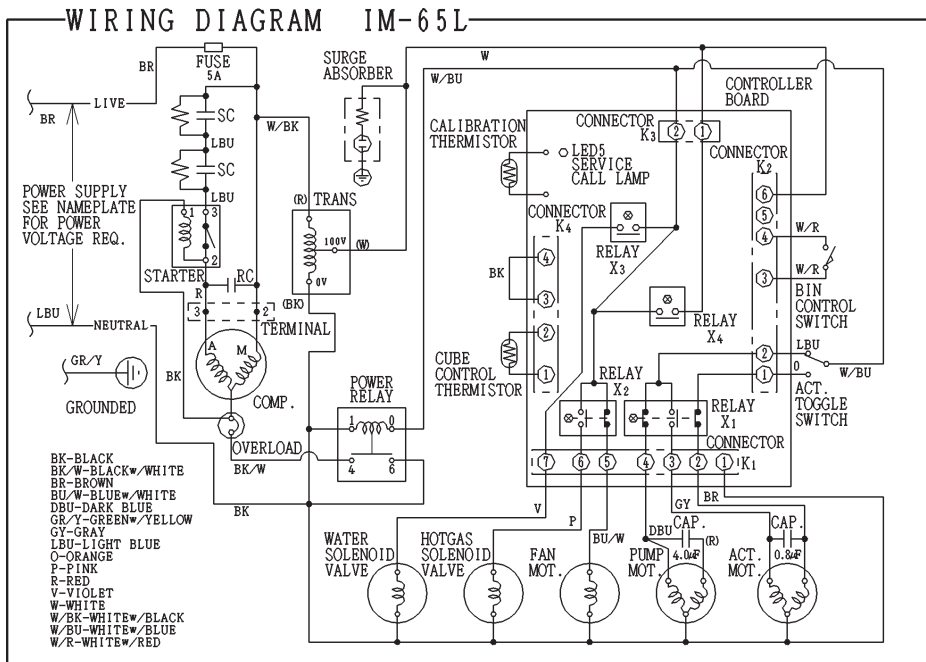 WIRING DIAGRAM IM-65L
FUSE
5A
BR
LIVE
BR
SC
LBU
SC
LBU
W/BK
SURGE
ABSORBER
W
W/BU
CONTROLLER
BOARD
CALIBRATION
THERMISTOR
LED5
SERVICE
CALL LAMP
CONNECTOR
K3
2 1
CONNECTOR
K2
6
5
4
3
2
1
W/R
W/R
BIN
CONTROL
SWITCH
LBU
O
W/BU
ACT.
TOGGLE
SWITCH
POWER SUPPLY
SEE NAMEPLATE
FOR POWER
VOLTAGE REQ.
1 3
2
STARTER
RC
R
(R)
TRANS
100V
(W)
0V
(BK)
CONNECTOR
K4
4
3
2
1
BK
RELAY
X3
RELAY
X4
LBU
NEUTRAL
3 2
TERMINAL
A M
COMP.
GR/Y
GROUNDED
BK
CUBE
CONTROL
THERMISTOR
RELAY
X2
RELAY
X1
POWER
RELAY
1 0
4 6
OVERLOAD
BK/W
BK
CONNECTOR
K1
7 6 5 4 3 2 1
V
P
BU/W
DBU
GY
BR
CAP.
(R)
4.0uF
CAP.
0.8uF
WATER
SOLENOID
VALVE
HOTGAS
SOLENOID
VALVE
FAN
MOT.
PUMP
MOT.
ACT.
MOT.
BK-BLACK
BK/W-BLACKw/WHITE
BR-BROWN
BU/W-BLUEw/WHITE
DBU-DARK BLUE
GR/Y-GREENw/YELLOW
GY-GRAY
LBU-LIGHT BLUE
O-ORANGE
P-PINK
R-RED
V-VIOLET
W-WHITE
W/BK-WHITEw/BLACK
W/BU-WHITEw/BLUE
W/R-WHITEw/RED